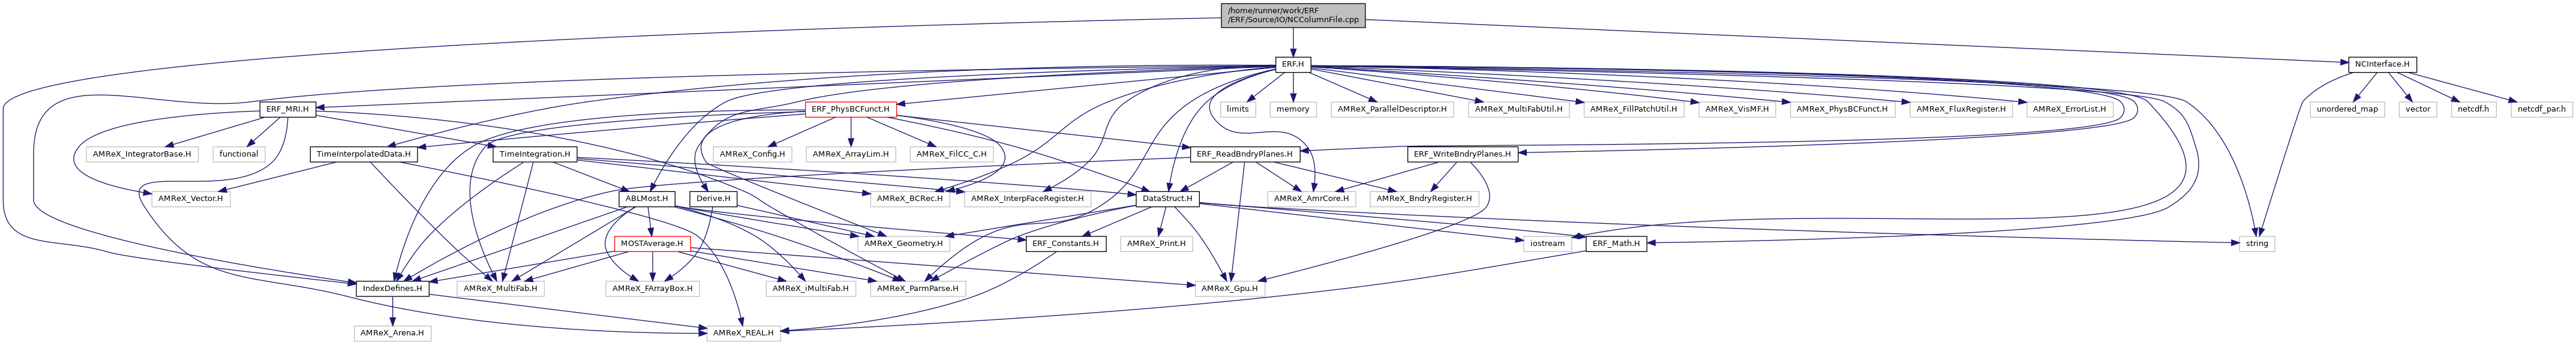 /home/runner/work/ERF
/ERF/Source/IO/NCColumnFile.cpp
ERF.H
NCInterface.H
ERF_MRI.H
ERF_PhysBCFunct.H
limits
memory
AMReX_ParallelDescriptor.H
AMReX_MultiFabUtil.H
AMReX_FillPatchUtil.H
AMReX_VisMF.H
AMReX_PhysBCFunct.H
AMReX_FluxRegister.H
AMReX_ErrorList.H
unordered_map
vector
netcdf.h
netcdf_par.h
AMReX_IntegratorBase.H
functional
TimeInterpolatedData.H
TimeIntegration.H
AMReX_Config.H
AMReX_ArrayLim.H
AMReX_FilCC_C.H
ERF_ReadBndryPlanes.H
ERF_WriteBndryPlanes.H
AMReX_Vector.H
ABLMost.H
Derive.H
AMReX_BCRec.H
AMReX_InterpFaceRegister.H
DataStruct.H
AMReX_AmrCore.H
AMReX_BndryRegister.H
MOSTAverage.H
AMReX_Geometry.H
ERF_Constants.H
AMReX_Print.H
iostream
ERF_Math.H
string
IndexDefines.H
AMReX_MultiFab.H
AMReX_FArrayBox.H
AMReX_iMultiFab.H
AMReX_ParmParse.H
AMReX_Gpu.H
AMReX_Arena.H
AMReX_REAL.H